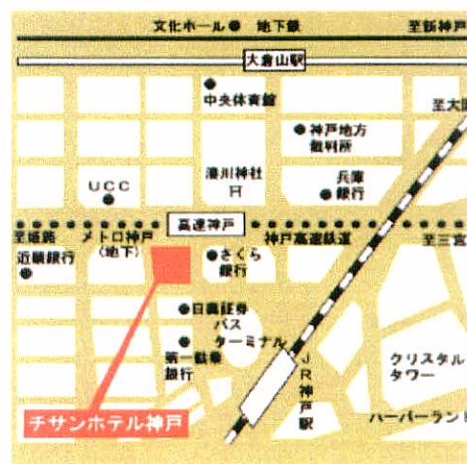 文化ホール
地下鉄
至新神戸
大倉山駅
中央体育館
至大阪
神戸地方
裁判所
UCC
湊川神社
兵庫
銀行
高速神戸
至姫路
メトロ神戸
(地下)
神戸高速鉄道
至三宮
近畿銀行
さくら
銀行
日興証券
バス
ターミナル
第一勧業
銀行
JR神戸駅
クリスタル
タワー
チサンホテル神戸
ハーバーランド